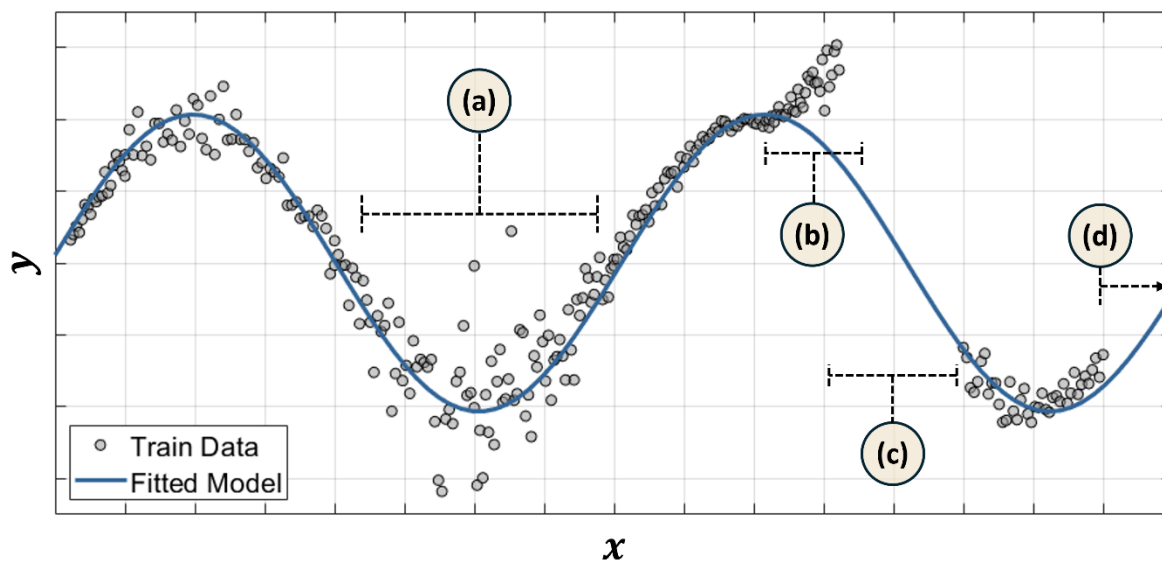 (a)
(b)
(d)
y
(c)
Train Data
Fitted Model
x